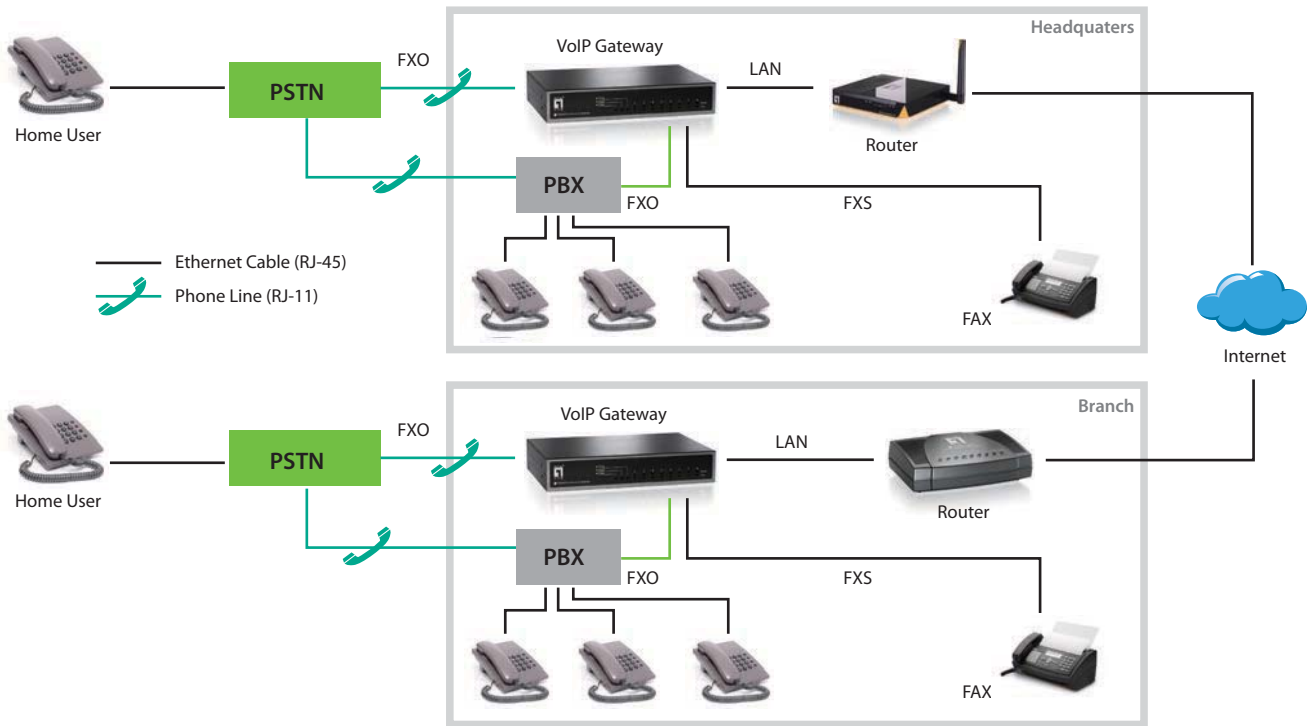 Headquaters
VoIP Gateway
FXO
LAN
PSTN
Home User
Router
PBX
FXO
FXS
Ethernet Cable (RJ-45)
Phone Line (RJ-11)
FAX
Internet
Branch
VoIP Gateway
FXO
LAN
PSTN
Home User
Router
PBX
FXO
FXS
FAX